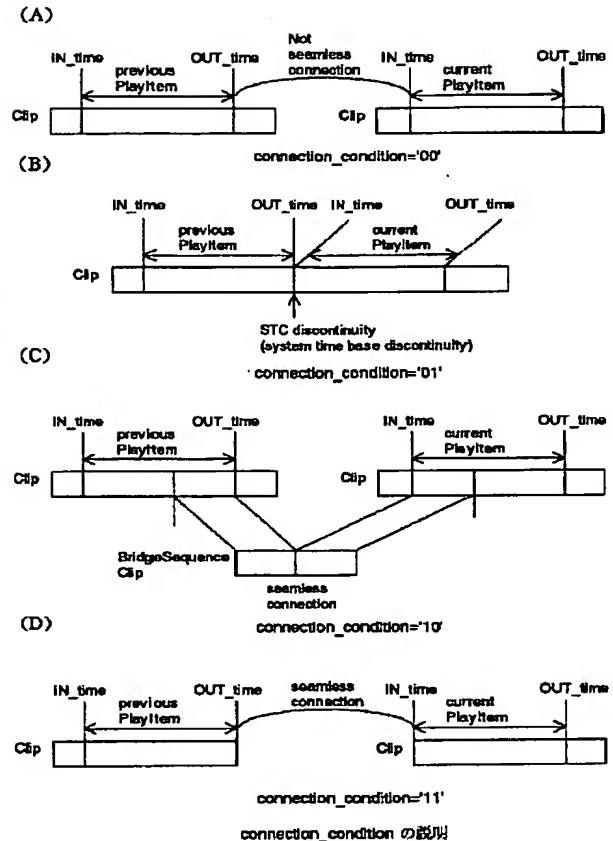 (A)
Not
seamless
connection
IN_time
OUT_time
IN_time
OUT_time
previous
PlayItem
current
PlayItem
Clip
Clip
connection_condition='00'
(B)
IN_time
OUT_time
IN_time
OUT_time
previous
PlayItem
current
PlayItem
Clip
STC discontinuity
(system time base discontinuity)
connection_condition='01'
(C)
IN_time
OUT_time
IN_time
OUT_time
previous
PlayItem
current
PlayItem
Clip
Clip
BridgeSequence
Clip
seamless
connection
connection_condition='10'
(D)
IN_time
OUT_time
seamless
connection
IN_time
OUT_time
previous
PlayItem
current
PlayItem
Clip
Clip
connection_condition='11'
connection_condition の説明